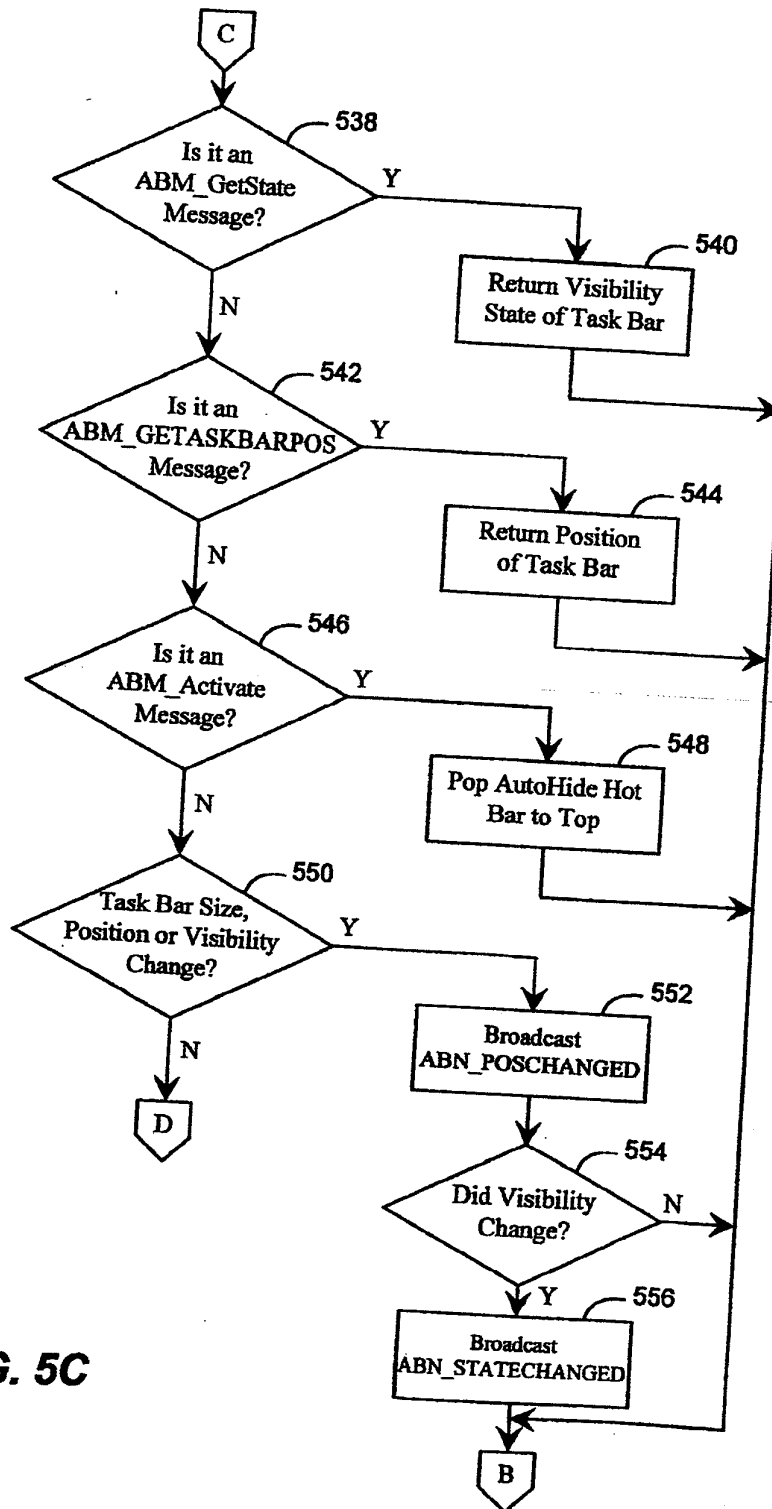 C
538
Is it an
ABM_GetState
Message?
Y
540
Return Visibility
State of Task Bar
N
542
Is it an
ABM_GETASKBARPOS
Message?
Y
544
Return Position
of Task Bar
N
546
Is it an
ABM_Activate
Message?
Y
548
Pop AutoHide Hot
Bar to Top
N
550
Task Bar Size,
Position or Visibility
Change?
Y
552
Broadcast
ABN_POSCHANGED
N
D
554
Did Visibility
Change?
N
Y
556
Broadcast
ABN_STATECHANGED
G. 5C
B